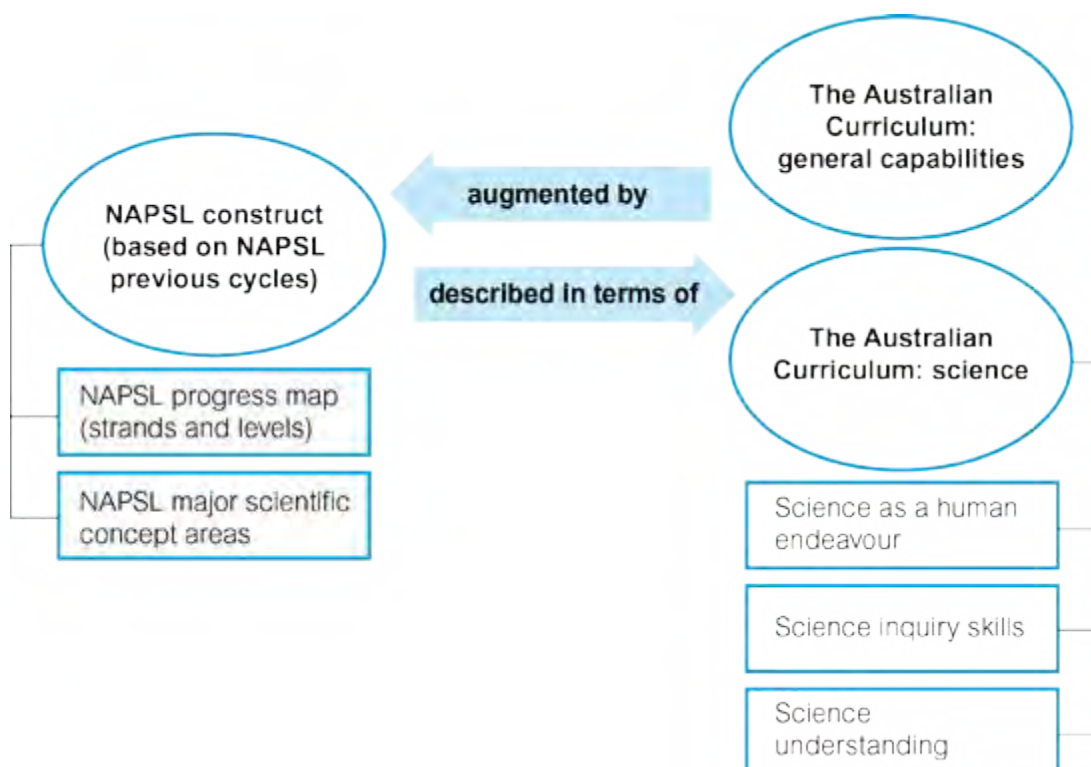 NAPSL construct
(based on NAPSL
previous cycles)
NAPSL progress map
(strands and levels)
NAPSL major scientific
concept areas
augmented by
described in terms of
The Australian
Curriculum:
general capabilities
The Australian
Curriculum: science
Science as a human
endeavour
Science inquiry skills
Science
understanding